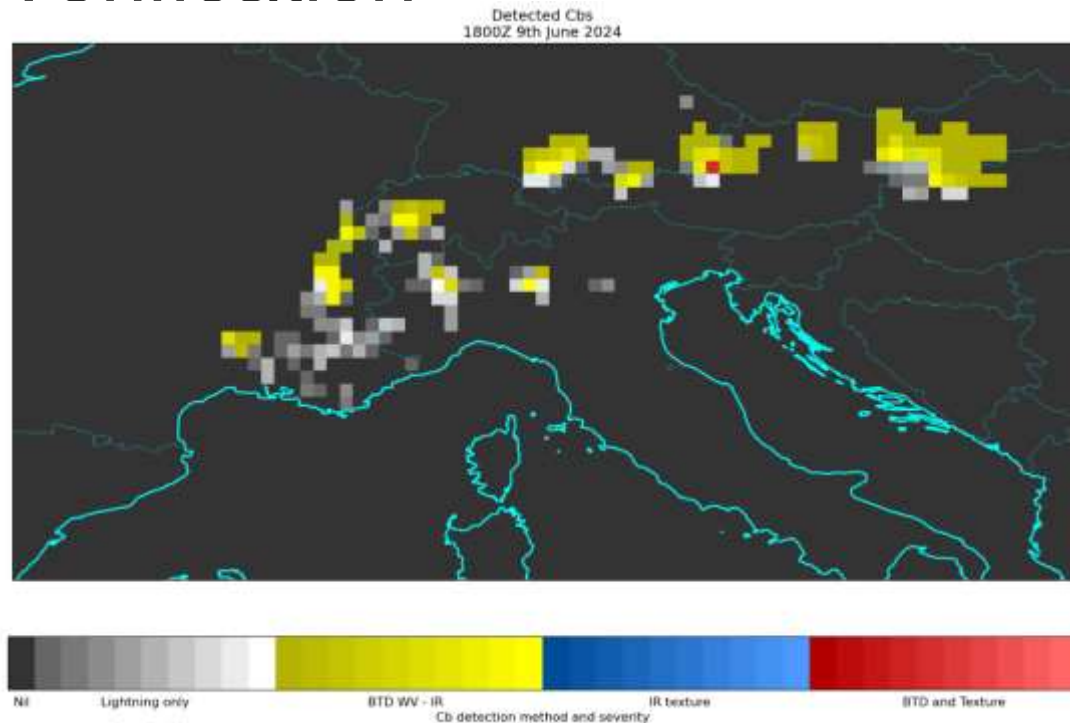 Detected Cbs
1800Z 9th June 2024
Nil
Lightning only
BTD WV - IR
IR texture
BTD and Texture
Cb detection method and severity